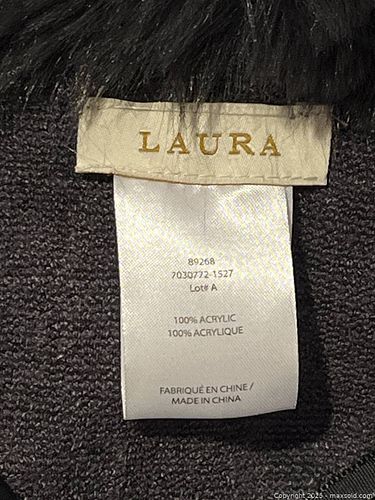 LAURA
89268
7030772-1527
Lot# A
100% ACRYLIC
100% ACRYLIQUE
FABRIQUÉ EN CHINE /
MADE IN CHINA
Copyright 2025 - maxsold.com